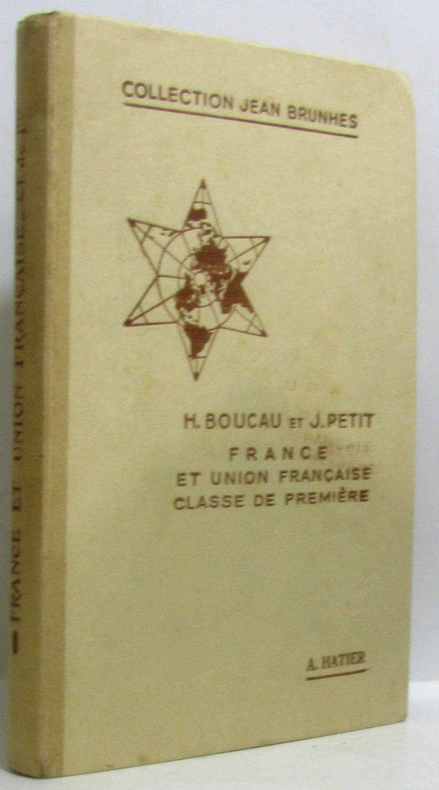 COLLECTION JEAN BRUNHES
H. BOUCAU ET J. PETIT
FRANCE
ET UNION FRANÇAISE
CLASSE DE PREMIÈRE
A. HATIER
FRANCE ET UNION FRANÇAISE